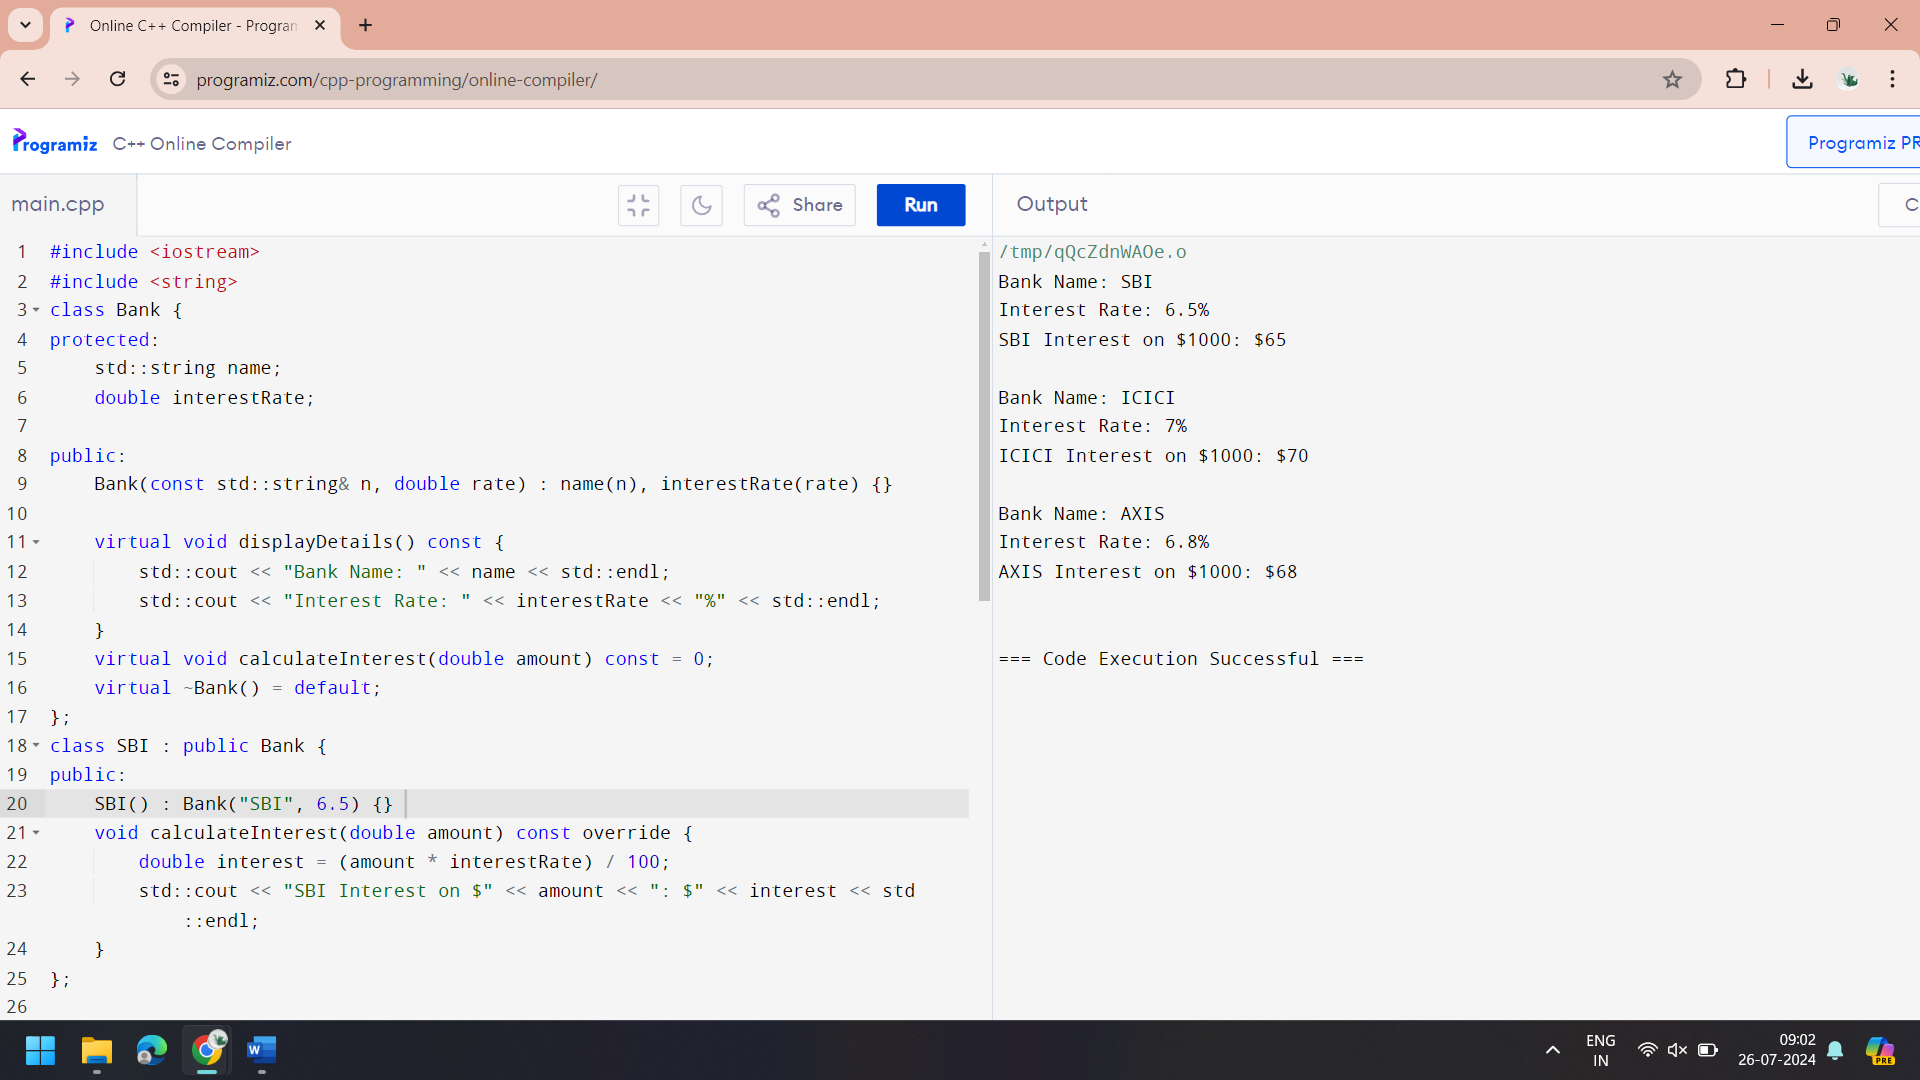 Online C++ Compiler - Program
programiz.com/cpp-programming/online-compiler/
Programiz C++ Online Compiler
Programiz PR
main.cpp
Share
Run
Output
C
1 #include <iostream>
2 #include <string>
3 class Bank {
4 protected:
5 std::string name;
6 double interestRate;
7
8 public:
9 Bank(const std::string& n, double rate) : name(n), interestRate(rate) {}
10
11 virtual void displayDetails() const {
12 std::cout << "Bank Name: " << name << std::endl;
13 std::cout << "Interest Rate: " << interestRate << "%" << std::endl;
14 }
15 virtual void calculateInterest(double amount) const = 0;
16 virtual ~Bank() = default;
17 };
18 class SBI : public Bank {
19 public:
20 SBI() : Bank("SBI", 6.5) {}
21 void calculateInterest(double amount) const override {
22 double interest = (amount * interestRate) / 100;
23 std::cout << "SBI Interest on $" << amount << ": $" << interest << std
::endl;
24 }
25 };
26
/tmp/qQcZdnWAOe.o
Bank Name: SBI
Interest Rate: 6.5%
SBI Interest on $1000: $65
Bank Name: ICICI
Interest Rate: 7%
ICICI Interest on $1000: $70
Bank Name: AXIS
Interest Rate: 6.8%
AXIS Interest on $1000: $68
=== Code Execution Successful ===
W
ENG
IN
09:02
26-07-2024
PRE